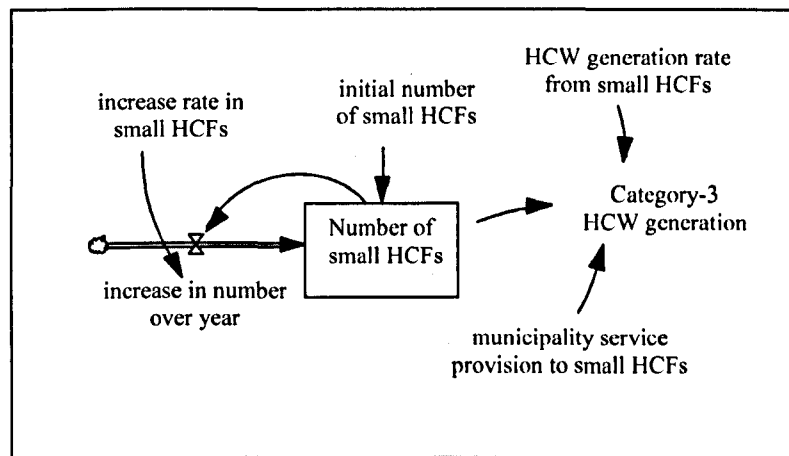 HCW generation rate
from small HCFs
increase rate in
small HCFs
initial number
of small HCFs
Category-3
HCW generation
Number of
small HCFs
increase in number
over year
municipality service
provision to small HCFs